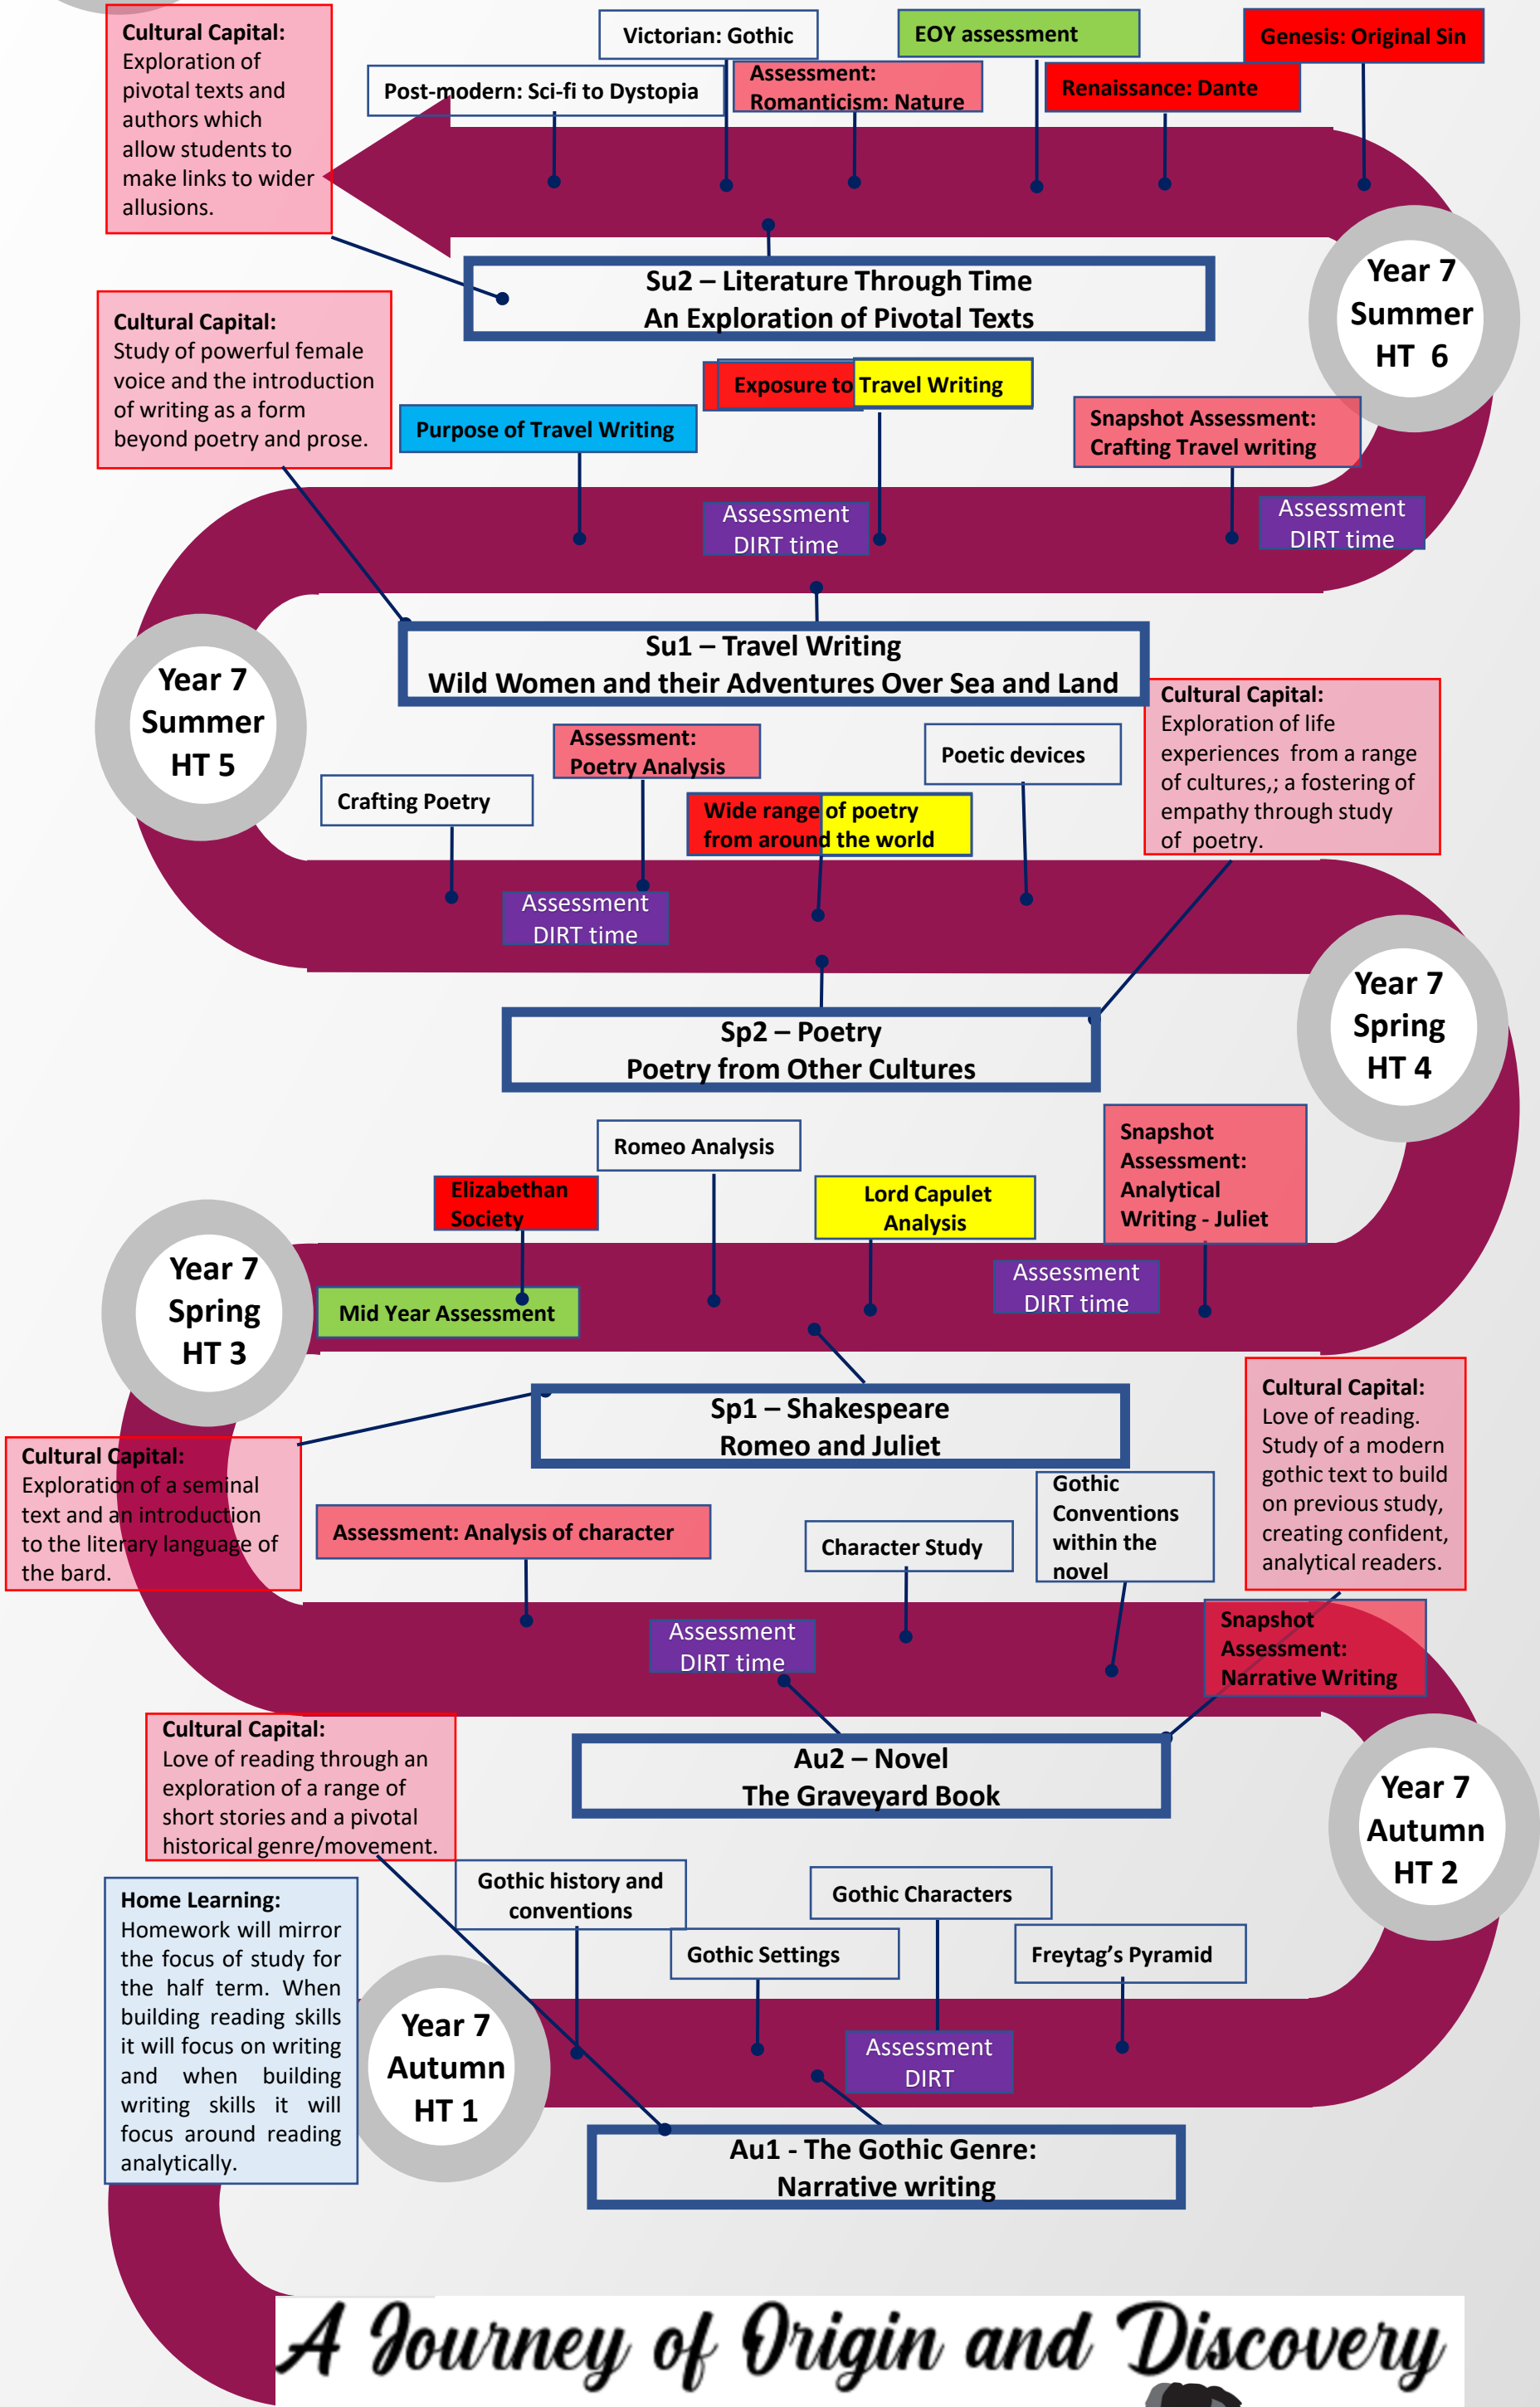 Cultural Capital:
Exploration of
pivotal texts and
authors which
allow students to
make links to wider
allusions.
Post-modern: Sci-fi to Dystopia
Victorian: Gothic
Assessment:
Romanticism: Nature
EOY assessment
Renaissance: Dante
Genesis: Original Sin
Su2 – Literature Through Time
An Exploration of Pivotal Texts
Year 7
Summer
HT 6
Cultural Capital:
Study of powerful female
voice and the introduction
of writing as a form
beyond poetry and prose.
Purpose of Travel Writing
Exposure to Travel Writing
Snapshot Assessment:
Crafting Travel writing
Assessment
DIRT time
Assessment
DIRT time
Su1 – Travel Writing
Wild Women and their Adventures Over Sea and Land
Year 7
Summer
HT 5
Cultural Capital:
Exploration of life
experiences from a range
of cultures,; a fostering of
empathy through study
of poetry.
Crafting Poetry
Assessment:
Poetry Analysis
Wide range of poetry
from around the world
Poetic devices
Assessment
DIRT time
Sp2 – Poetry
Poetry from Other Cultures
Year 7
Spring
HT 4
Elizabethan
Society
Romeo Analysis
Lord Capulet
Analysis
Snapshot
Assessment:
Analytical
Writing - Juliet
Mid Year Assessment
Assessment
DIRT time
Year 7
Spring
HT 3
Sp1 – Shakespeare
Romeo and Juliet
Cultural Capital:
Exploration of a seminal
text and an introduction
to the literary language of
the bard.
Cultural Capital:
Love of reading.
Study of a modern
gothic text to build
on previous study,
creating confident,
analytical readers.
Assessment: Analysis of character
Character Study
Gothic
Conventions
within the
novel
Snapshot
Assessment:
Narrative Writing
Assessment
DIRT time
Au2 – Novel
The Graveyard Book
Year 7
Autumn
HT 2
Cultural Capital:
Love of reading through an
exploration of a range of
short stories and a pivotal
historical genre/movement.
Home Learning:
Homework will mirror
the focus of study for
the half term. When
building reading skills
it will focus on writing
and when building
writing skills it will
focus around reading
analytically.
Gothic history and
conventions
Gothic Settings
Gothic Characters
Freytag's Pyramid
Assessment
DIRT
Year 7
Autumn
HT 1
Au1 - The Gothic Genre:
Narrative writing
A Journey of Origin and Discovery